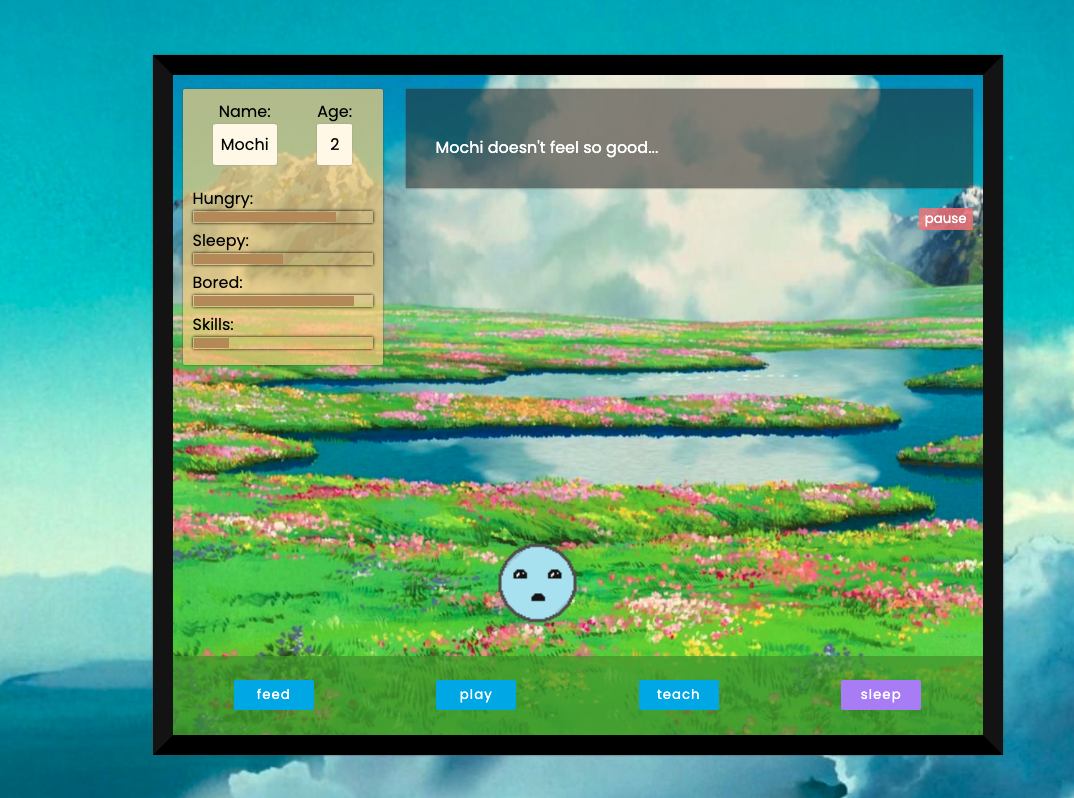 Name: Age:
Mochi 2
Mochi doesn't feel so good...
pause
Hungry:
Sleepy:
Bored:
Skills:
feed play teach sleep